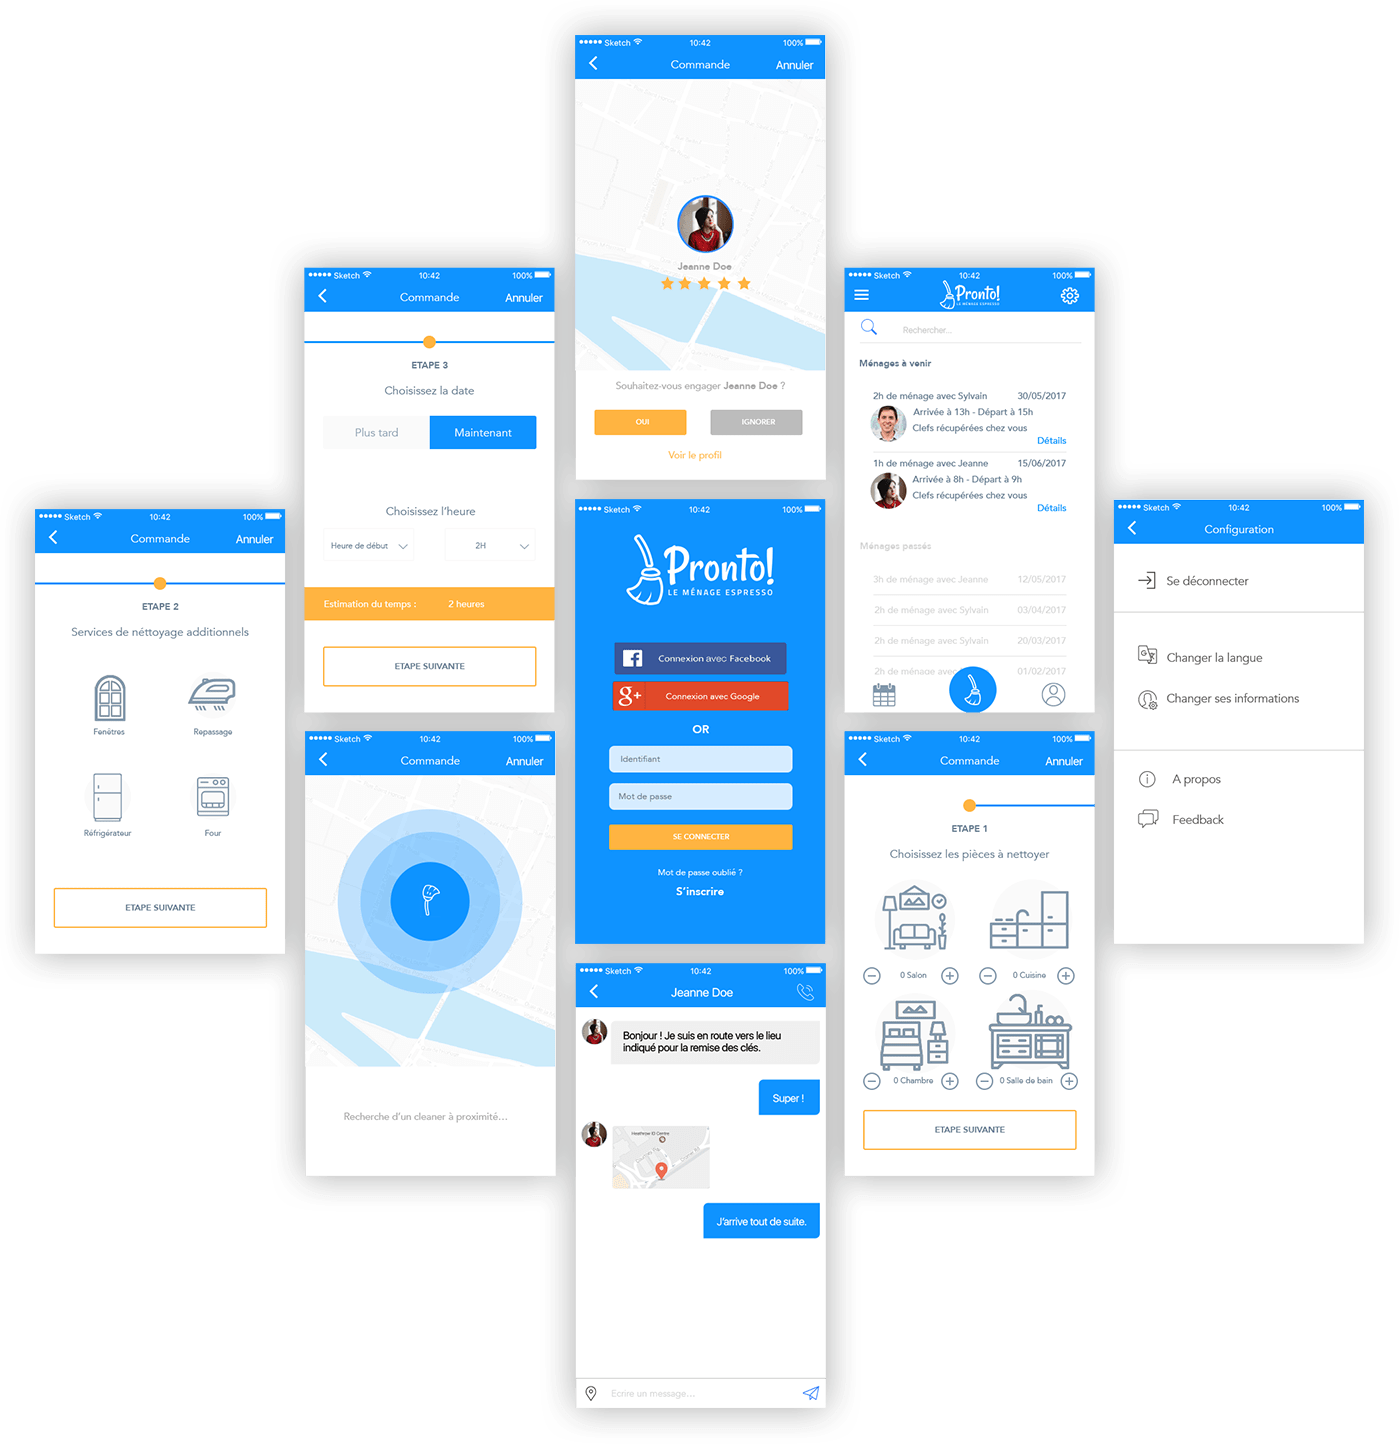 Sketch 10:42 100%
Commande Annuler
Jeanne Doe
Souhaitez-vous engager Jeanne Doe ?
OUI IGNORER
Voir le profil
Sketch 10:42 100%
Commande Annuler
ETAPE 3
Choisissez la date
Plus tard Maintenant
Choisissez l'heure
Heure de début 2H
Estimation du temps : 2 heures
ETAPE SUIVANTE
Sketch 10:42 100%
Pronto!
LE MÉNAGE ESPRESSO
Rechercher...
Ménages à venir
2h de ménage avec Sylvain 30/05/2017
Arrivée à 13h - Départ à 15h
Clefs récupérées chez vous
Détails
1h de ménage avec Jeanne 15/06/2017
Arrivée à 8h - Départ à 9h
Clefs récupérées chez vous
Détails
Ménages passés
3h de ménage avec Jeanne 12/05/2017
2h de ménage avec Sylvain 03/04/2017
2h de ménage avec Sylvain 20/03/2017
2h de ménage avec Sylvain 01/02/2017
Sketch 10:42 100%
Commande Annuler
ETAPE 2
Services de néttoyage additionnels
Fenêtres Repassage
Réfrigérateur Four
ETAPE SUIVANTE
Sketch 10:42 100%
Pronto!
LE MÉNAGE ESPRESSO
Connexion avec Facebook
g+ Connexion avec Google
OR
Identifiant
Mot de passe
SE CONNECTER
Mot de passe oublié ?
S'inscrire
Sketch 10:42 100%
Configuration
Se déconnecter
Changer la langue
Changer ses informations
A propos
Feedback
Sketch 10:42 100%
Commande Annuler
Recherche d'un cleaner à proximité...
Sketch 10:42 100%
Commande Annuler
ETAPE 1
Choisissez les pièces à nettoyer
0 Salon 0 Cuisine
0 Chambre 0 Salle de bain
ETAPE SUIVANTE
Sketch 10:42 100%
Jeanne Doe
Bonjour ! Je suis en route vers le lieu
indiqué pour la remise des clés.
Super !
J'arrive tout de suite.
Ecrire un message...